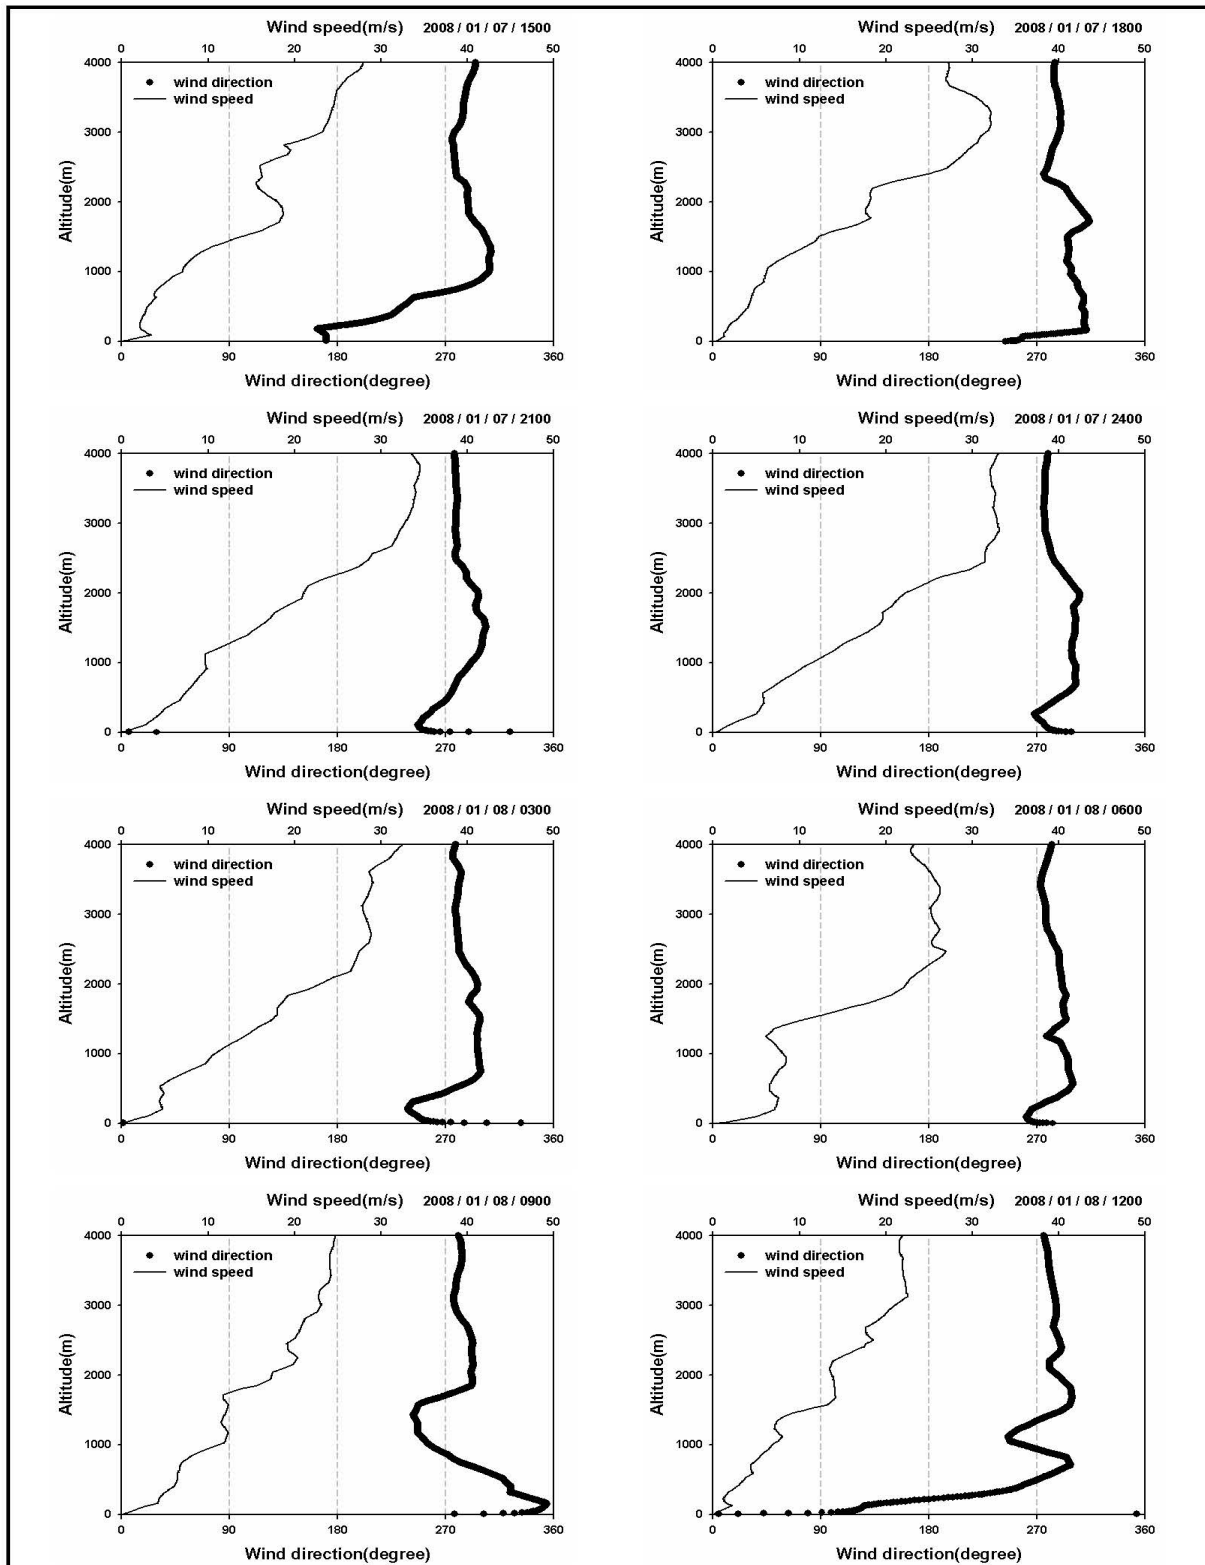 Wind speed(m/s) 2008 / 01 / 07 / 1500
0 10 20 30 40 50
4000
wind direction
wind speed
3000
Altitude(m)
2000
1000
0
0 90 180 270 360
Wind direction(degree)
Wind speed(m/s) 2008 / 01 / 07 / 1800
0 10 20 30 40 50
4000
wind direction
wind speed
3000
Altitude(m)
2000
1000
0
0 90 180 270 360
Wind direction(degree)
Wind speed(m/s) 2008 / 01 / 07 / 2100
0 10 20 30 40 50
4000
wind direction
wind speed
3000
Altitude(m)
2000
1000
0
0 90 180 270 360
Wind direction(degree)
Wind speed(m/s) 2008 / 01 / 07 / 2400
0 10 20 30 40 50
4000
wind direction
wind speed
3000
Altitude(m)
2000
1000
0
0 90 180 270 360
Wind direction(degree)
Wind speed(m/s) 2008 / 01 / 08 / 0300
0 10 20 30 40 50
4000
wind direction
wind speed
3000
Altitude(m)
2000
1000
0
0 90 180 270 360
Wind direction(degree)
Wind speed(m/s) 2008 / 01 / 08 / 0600
0 10 20 30 40 50
4000
wind direction
wind speed
3000
Altitude(m)
2000
1000
0
0 90 180 270 360
Wind direction(degree)
Wind speed(m/s) 2008 / 01 / 08 / 0900
0 10 20 30 40 50
4000
wind direction
wind speed
3000
Altitude(m)
2000
1000
0
0 90 180 270 360
Wind direction(degree)
Wind speed(m/s) 2008 / 01 / 08 / 1200
0 10 20 30 40 50
4000
wind direction
wind speed
3000
Altitude(m)
2000
1000
0
0 90 180 270 360
Wind direction(degree)